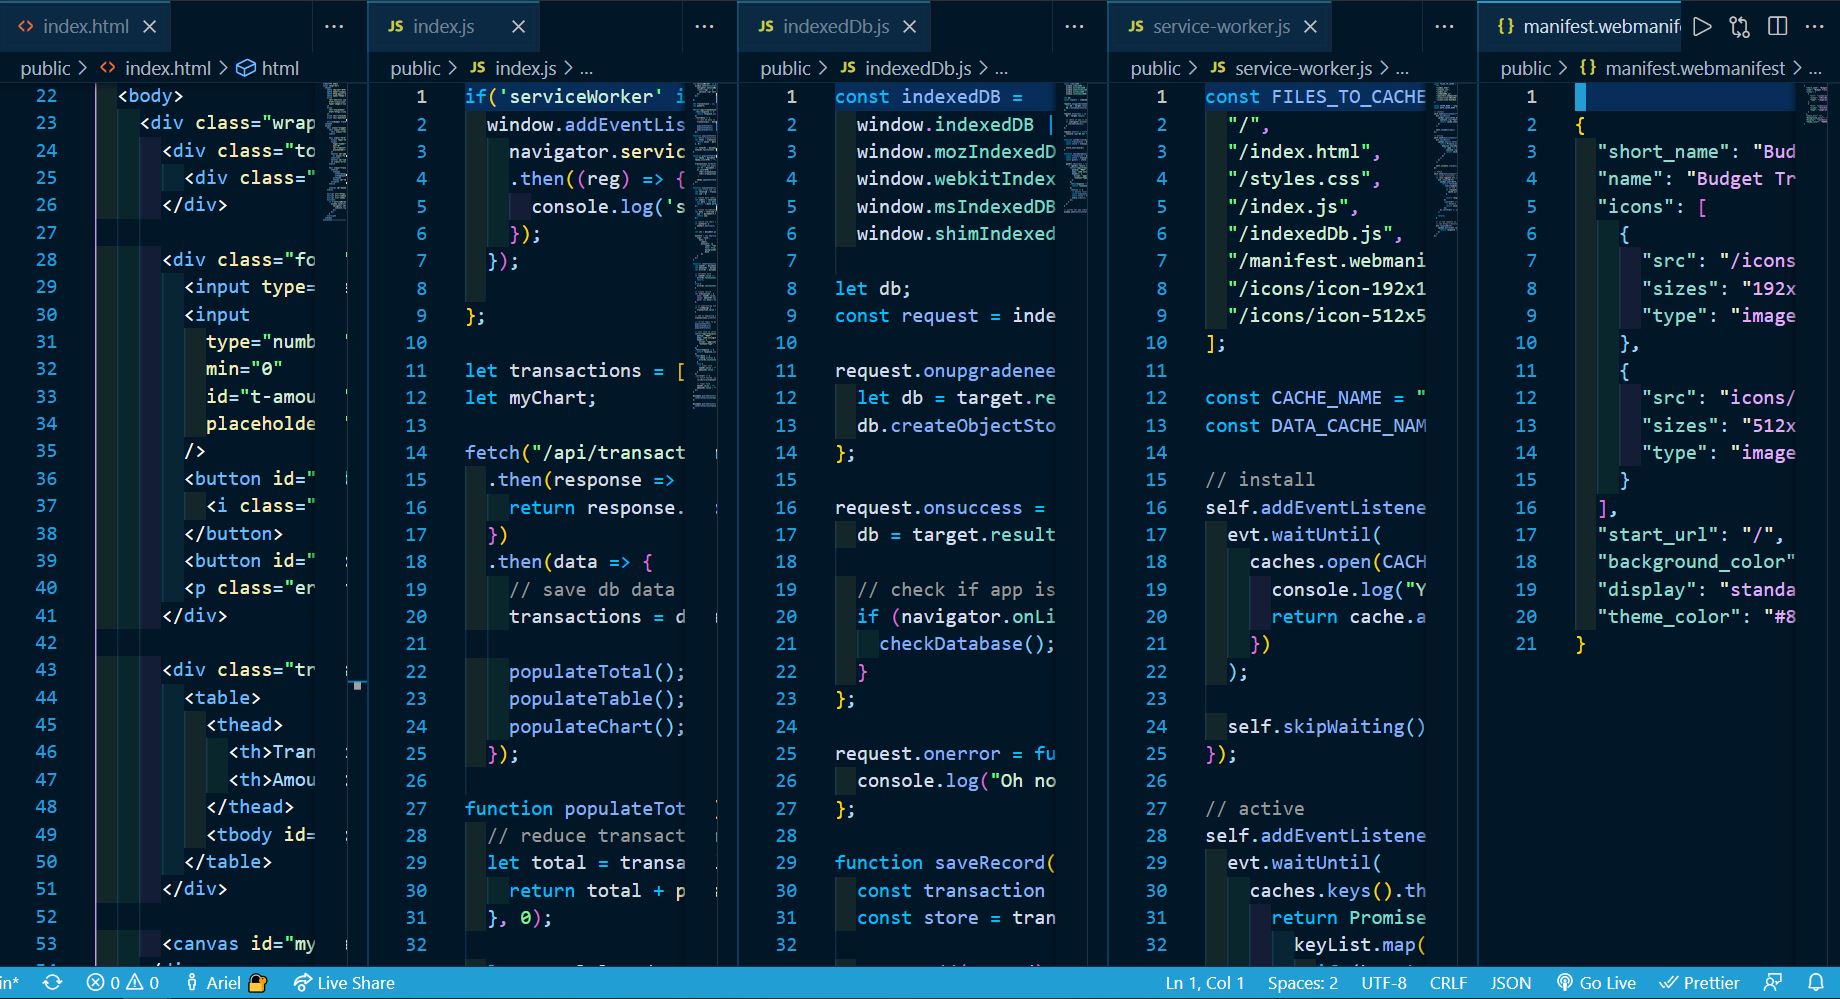 index.html
public > index.html > html
22 <body>
23 <div class="wrap
24 <div class="to
25 <div class="
26 </div>
27
28 <div class="fo
29 <input type=
30 <input
31 type="numb
32 min="0"
33 id="t-amou
34 placeholde
35 />
36 <button id="
37 <i class="
38 </button>
39 <button id="
40 <p class="er
41 </div>
42
43 <div class="tr
44 <table>
45 <thead>
46 <th>Tran
47 <th>Amou
48 </thead>
49 <tbody id=
50 </table>
51 </div>
52
53 <canvas id="my
JS index.js
public > JS index.js > ...
1 if('serviceWorker' i
2 window.addEventLis
3 navigator.servic
4 .then((reg) => {
5 console.log('s
6 });
7 });
8
9 };
10
11 let transactions = [
12 let myChart;
13
14 fetch("/api/transact
15 .then(response =>
16 return response.
17 })
18 .then(data => {
19 // save db data
20 transactions = d
21
22 populateTotal();
23 populateTable();
24 populateChart();
25 });
26
27 function populateTot
28 // reduce transact
29 let total = transa
30 return total + p
31 }, 0);
32
JS indexedDb.js
public > JS indexedDb.js > ...
1 const indexedDB =
2 window.indexedDB |
3 window.mozIndexedD
4 window.webkitIndex
5 window.msIndexedDB
6 window.shimIndexed
7
8 let db;
9 const request = inde
10
11 request.onupgradenee
12 let db = target.re
13 db.createObjectSto
14 };
15
16 request.onsuccess =
17 db = target.result
18
19 // check if app is
20 if (navigator.onLi
21 checkDatabase();
22 }
23 };
24
25 request.onerror = fu
26 console.log("Oh no
27 };
28
29 function saveRecord(
30 const transaction
31 const store = tran
32
JS service-worker.js
public > JS service-worker.js > ...
1 const FILES_TO_CACHE
2 "/",
3 "/index.html",
4 "/styles.css",
5 "/index.js",
6 "/indexedDb.js",
7 "/manifest.webmani
8 "/icons/icon-192x1
9 "/icons/icon-512x5
10 ];
11
12 const CACHE_NAME = "
13 const DATA_CACHE_NAM
14
15 // install
16 self.addEventListene
17 evt.waitUntil(
18 caches.open(CACH
19 console.log("Y
20 return cache.a
21 })
22 );
23
24 self.skipWaiting()
25 });
26
27 // active
28 self.addEventListene
29 evt.waitUntil(
30 caches.keys().th
31 return Promise
32 keyList.map(
{} manifest.webmanif
public > {} manifest.webmanifest > ...
1
2 {
3 "short_name": "Bud
4 "name": "Budget Tr
5 "icons": [
6 {
7 "src": "/icons
8 "sizes": "192x
9 "type": "image
10 },
11 {
12 "src": "icons/
13 "sizes": "512x
14 "type": "image
15 }
16 ],
17 "start_url": "/",
18 "background_color"
19 "display": "standa
20 "theme_color": "#8
21 }
in* 0 0 Ariel Live Share Ln 1, Col 1 Spaces: 2 UTF-8 CRLF JSON Go Live Prettier